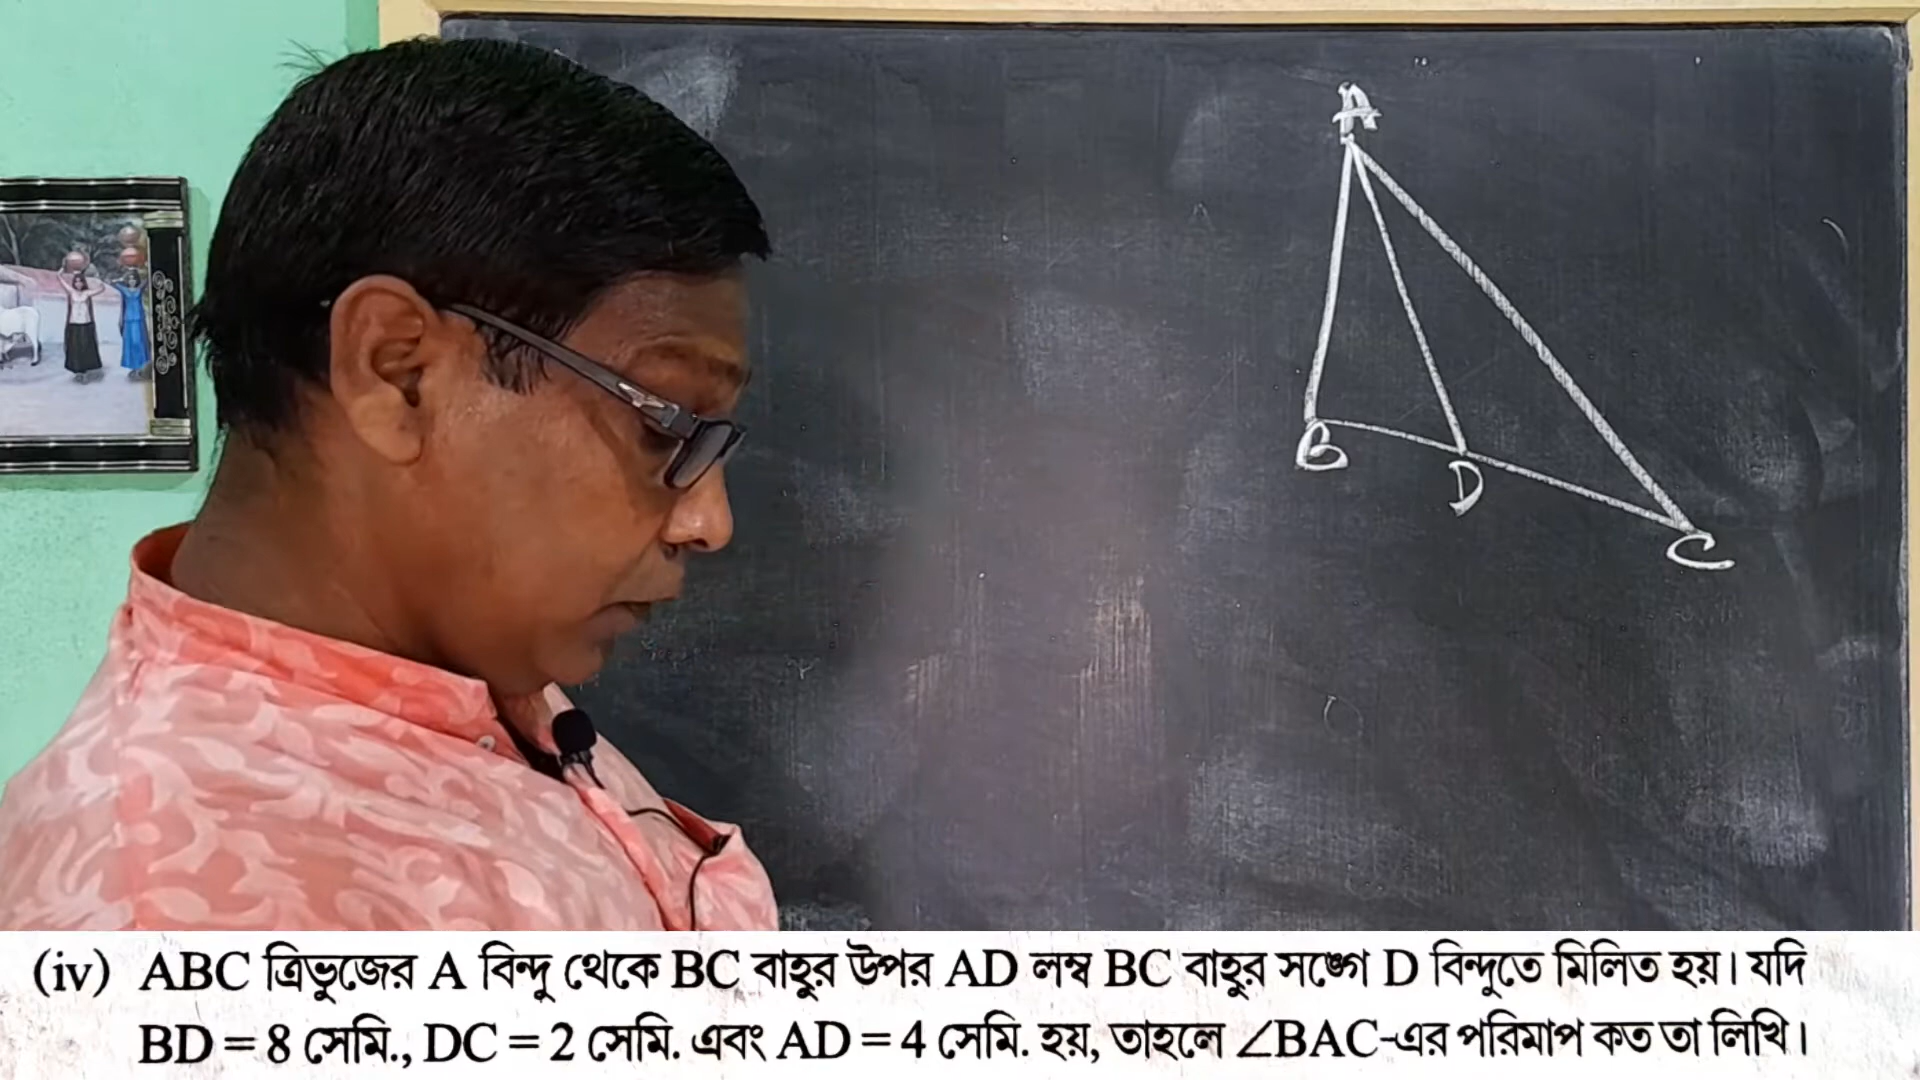 A
B
D
C
(iv) ABC ত্রিভুজের A বিন্দু থেকে BC বাহুর উপর AD লম্ব BC বাহুর সঙ্গে D বিন্দুতে মিলিত হয়। যদি
BD = 8 সেমি., DC = 2 সেমি. এবং AD = 4 সেমি. হয়, তাহলে ∠BAC-এর পরিমাপ কত তা লিখি।